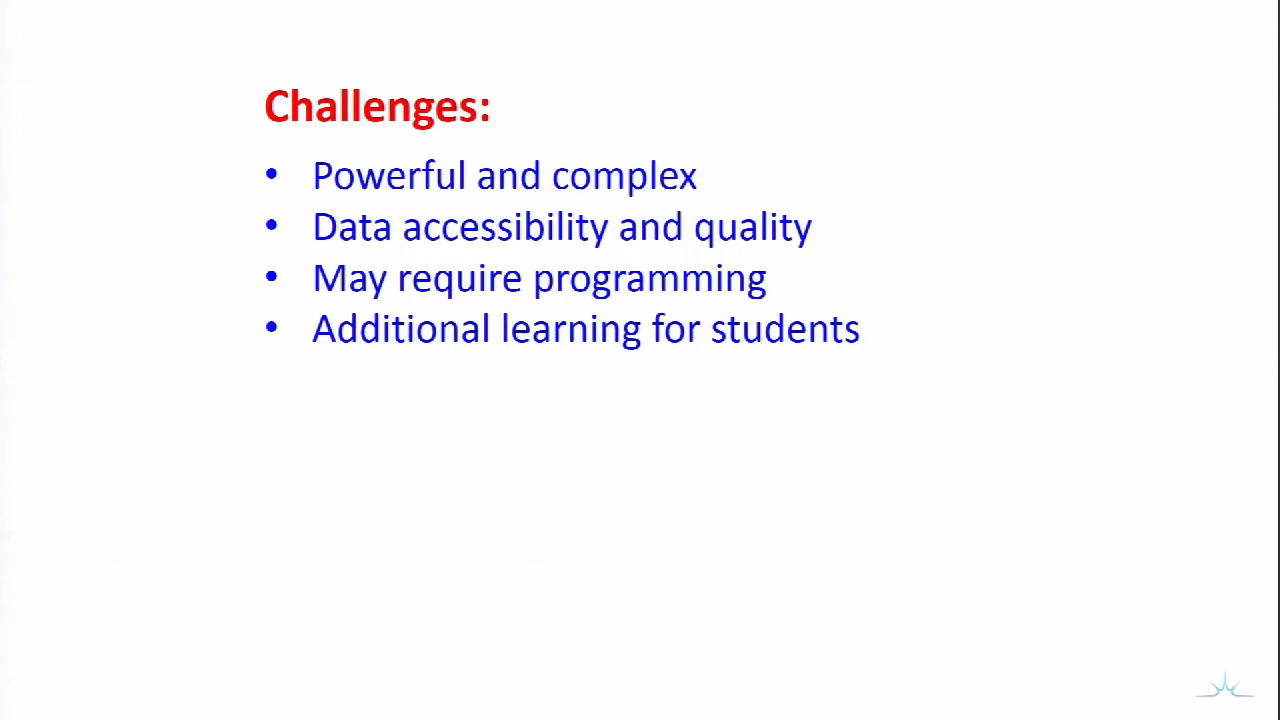 Challenges:
• Powerful and complex
• Data accessibility and quality
• May require programming
• Additional learning for students